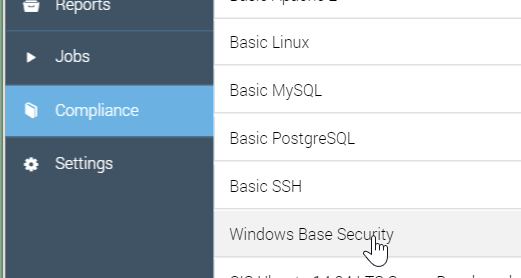 Reports
Jobs
Compliance
Settings
Basic Linux
Basic MySQL
Basic PostgreSQL
Basic SSH
Windows Base Security